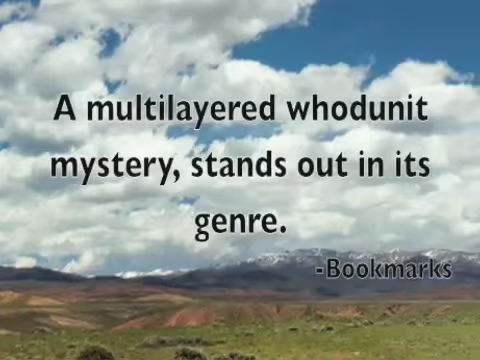 A multilayered whodunit
mystery, stands out in its
genre.
-Bookmarks